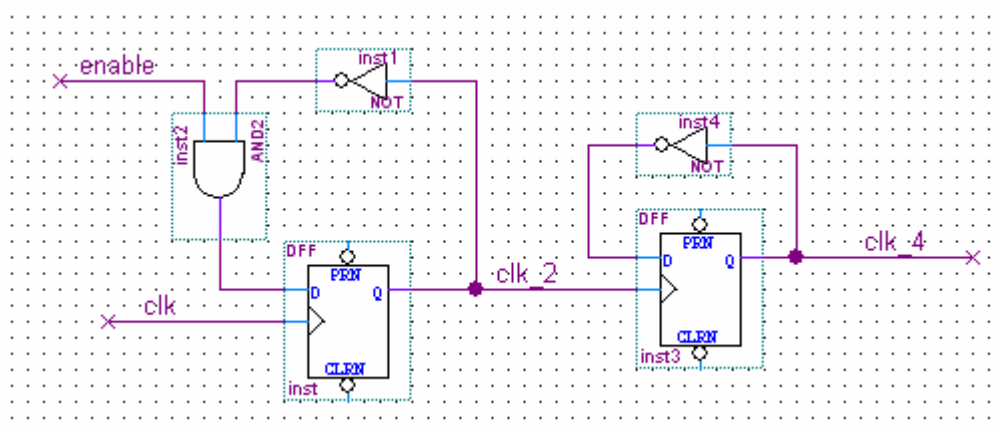 enable
inst1
NOT
inst2
AND2
DFF
PRN
D
Q
clk
CLRN
inst
clk_2
inst4
NOT
DFF
PRN
D
Q
CLRN
inst3
clk_4